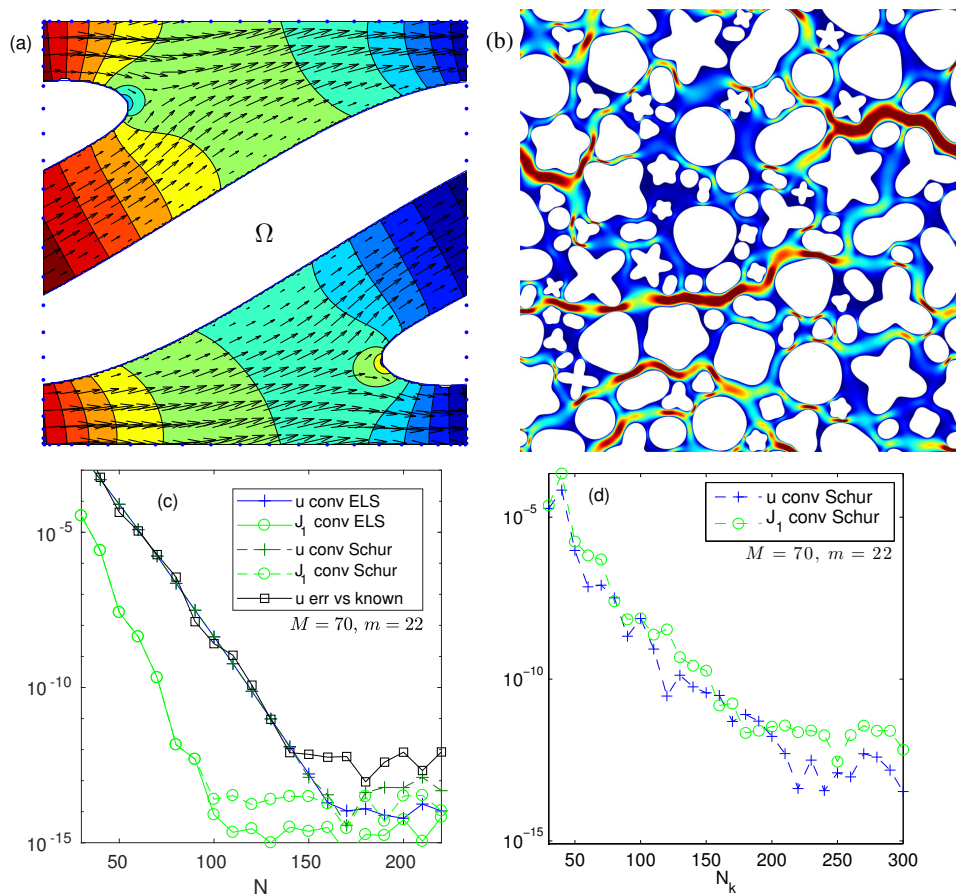 (a)
Ω
(b)
(c)
u conv ELS
J₁ conv ELS
u conv Schur
J₁ conv Schur
u err vs known
M = 70, m = 22
10⁻⁵
10⁻¹⁰
10⁻¹⁵
50
100
150
200
N
(d)
u conv Schur
J₁ conv Schur
M = 70, m = 22
10⁻⁵
10⁻¹⁰
10⁻¹⁵
50
100
150
200
250
300
Nₖ